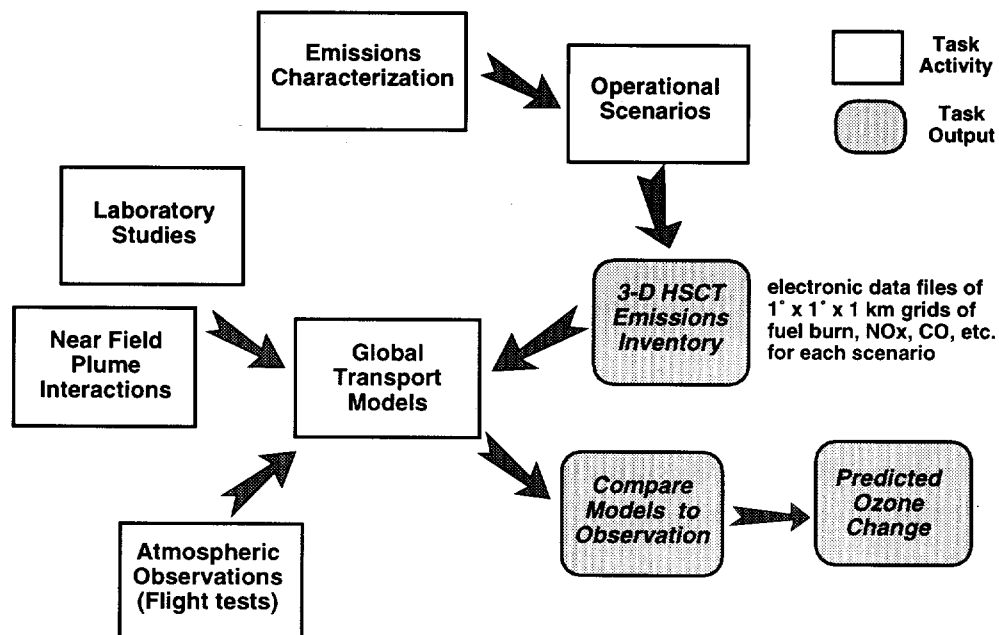 Emissions
Characterization
Operational
Scenarios
Task
Activity
Task
Output
Laboratory
Studies
Near Field
Plume
Interactions
Global
Transport
Models
3-D HSCT
Emissions
Inventory
electronic data files of
1° x 1° x 1 km grids of
fuel burn, NOx, CO, etc.
for each scenario
Atmospheric
Observations
(Flight tests)
Compare
Models to
Observation
Predicted
Ozone
Change